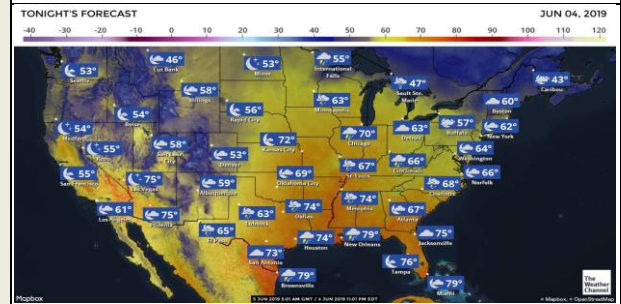 TONIGHT'S FORECAST
JUN 04, 2019
-40 -30 -20 -10 0 10 20 30 40 50 60 70 80 90 100 110 120
53° Seattle
46° Cut Bank
53° Minot
55° International Falls
47° Sault Ste. Marie
43° Caribou
58° Billings
63° Minneapolis
60° Boston
54° Medford
54° Boise
56° Rapid City
70° Chicago
63° Detroit
57° Buffalo
62° New York
55° Reno
58° Salt Lake City
53° Denver
72° Kansas City
67° St. Louis
66° Cincinnati
64° Washington
55° San Francisco
75° Las Vegas
59° Albuquerque
69° Oklahoma City
68° Charlotte
66° Norfolk
61° Los Angeles
75° Phoenix
63° Lubbock
74° Dallas
74° Memphis
67° Atlanta
65° El Paso
74° Houston
79° New Orleans
75° Jacksonville
73° San Antonio
79° Brownsville
76° Tampa
79° Miami
The Weather Channel
Mapbox
5 JUN 2019 3:01 AM GMT / 4 JUN 2019 11:01 PM EDT
© Mapbox, © OpenStreetMap